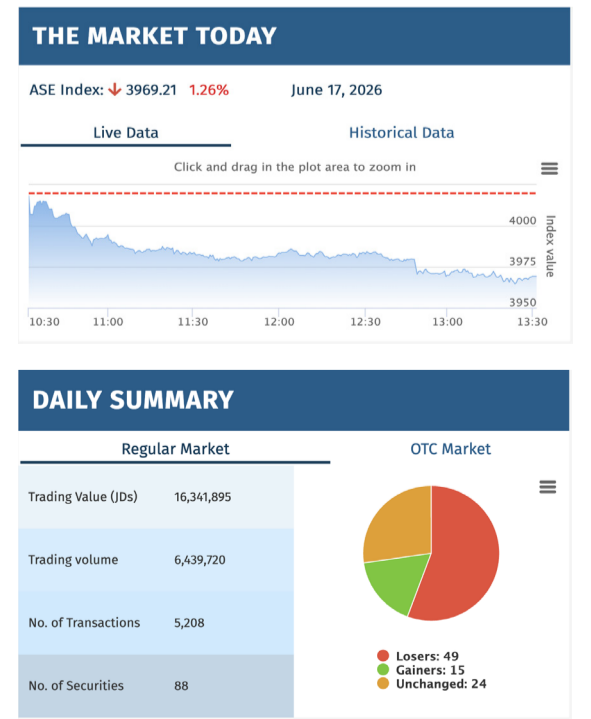 THE MARKET TODAY
ASE Index: 3969.21 1.26% June 17, 2026
Live Data Historical Data
Click and drag in the plot area to zoom in
4000
3975
3950
Index value
10:30 11:00 11:30 12:00 12:30 13:00 13:30
DAILY SUMMARY
Regular Market OTC Market
Trading Value (JDs) 16,341,895
Trading volume 6,439,720
No. of Transactions 5,208
No. of Securities 88
Losers: 49
Gainers: 15
Unchanged: 24